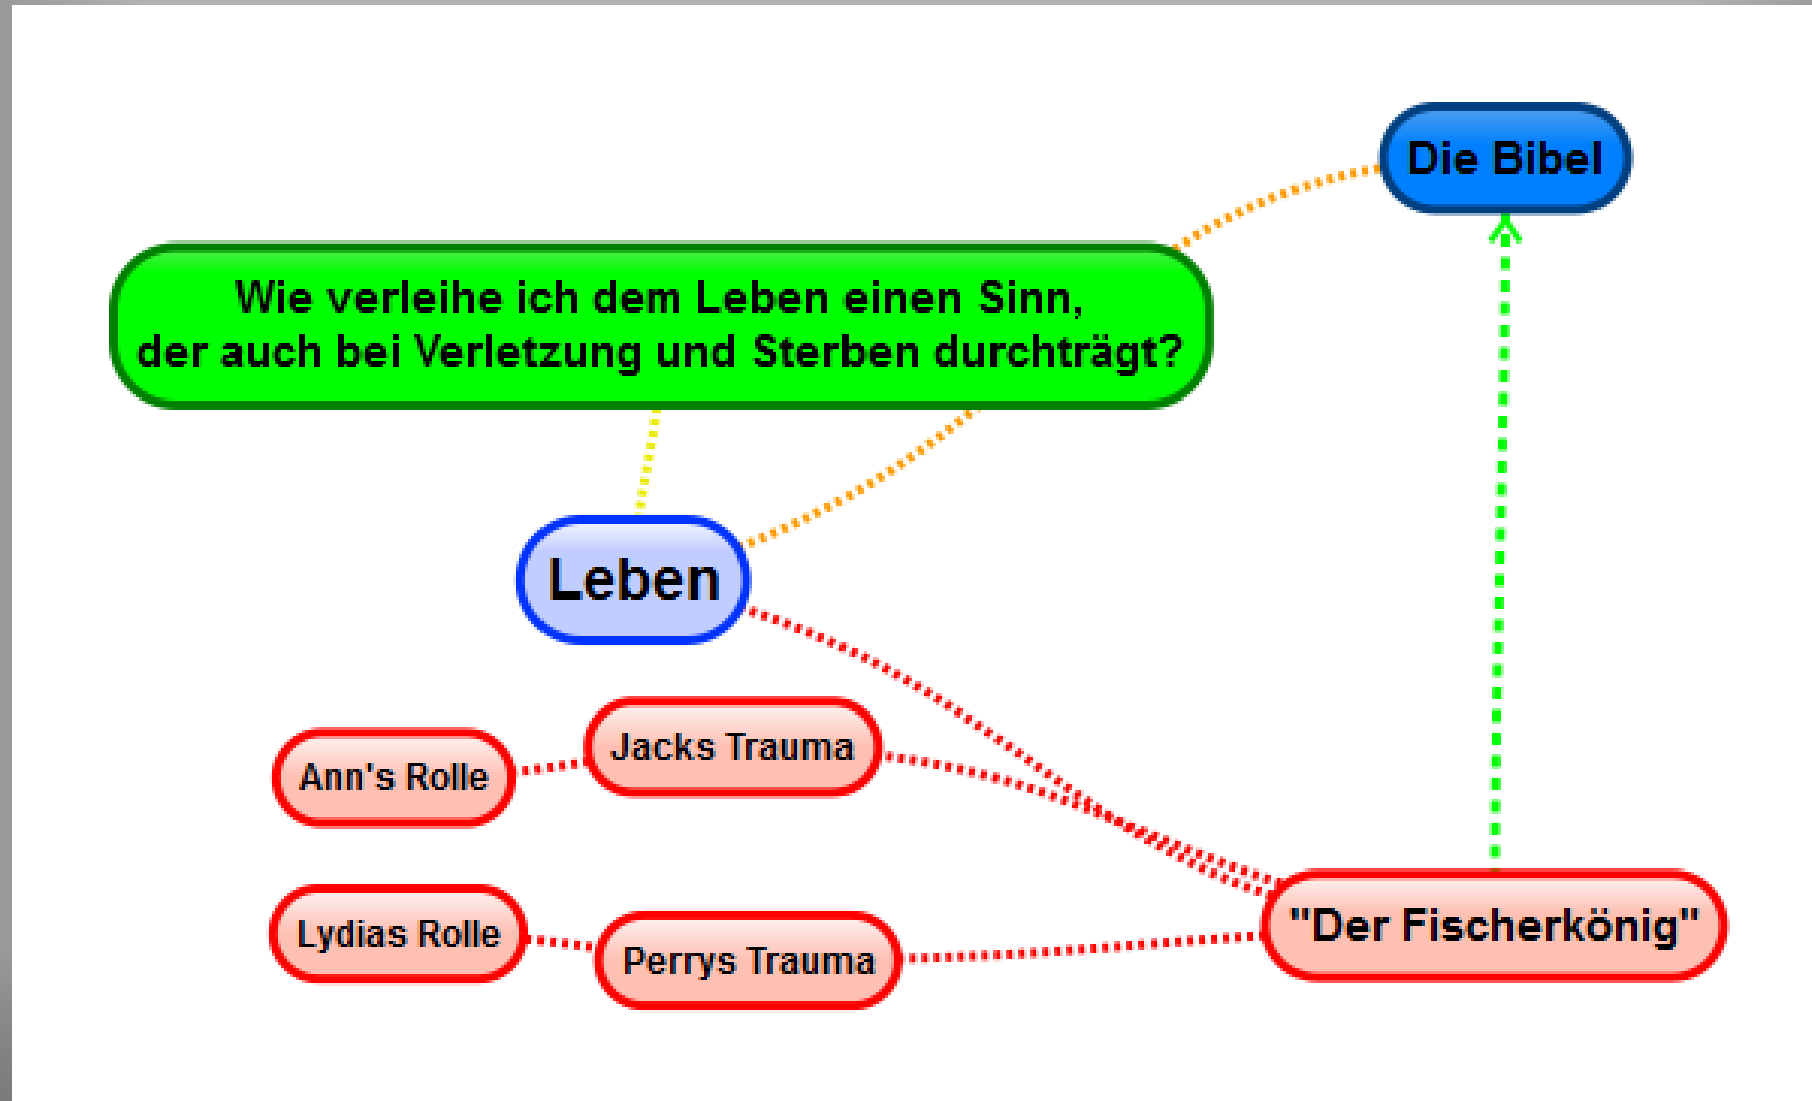 Die Bibel
Wie verleihe ich dem Leben einen Sinn,
der auch bei Verletzung und Sterben durchträgt?
Leben
Jacks Trauma
Ann's Rolle
Lydias Rolle
Perrys Trauma
"Der Fischerkönig"